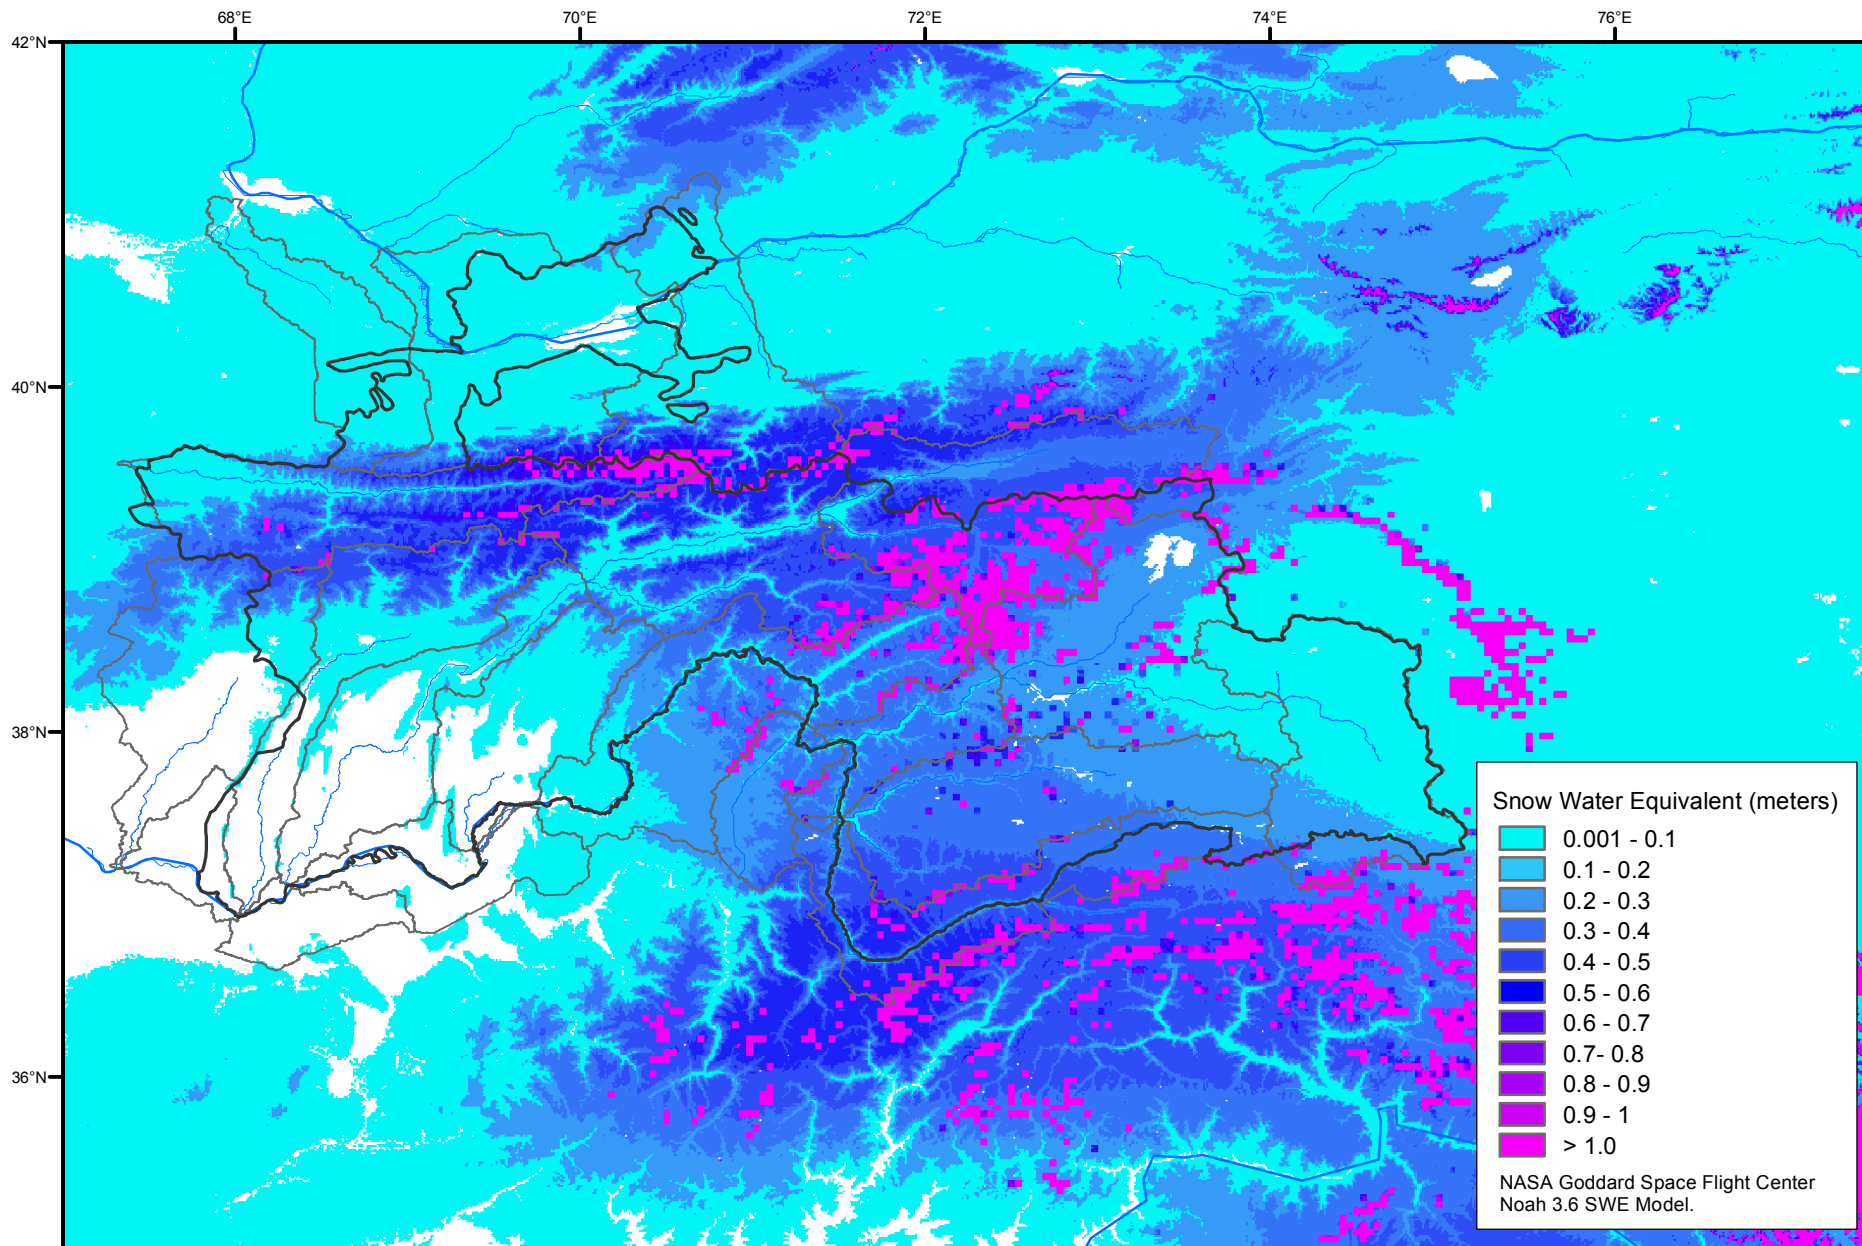 68°E 70°E 72°E 74°E 76°E
42°N
40°N
38°N
36°N
Snow Water Equivalent (meters)
0.001 - 0.1
0.1 - 0.2
0.2 - 0.3
0.3 - 0.4
0.4 - 0.5
0.5 - 0.6
0.6 - 0.7
0.7- 0.8
0.8 - 0.9
0.9 - 1
> 1.0
NASA Goddard Space Flight Center
Noah 3.6 SWE Model.